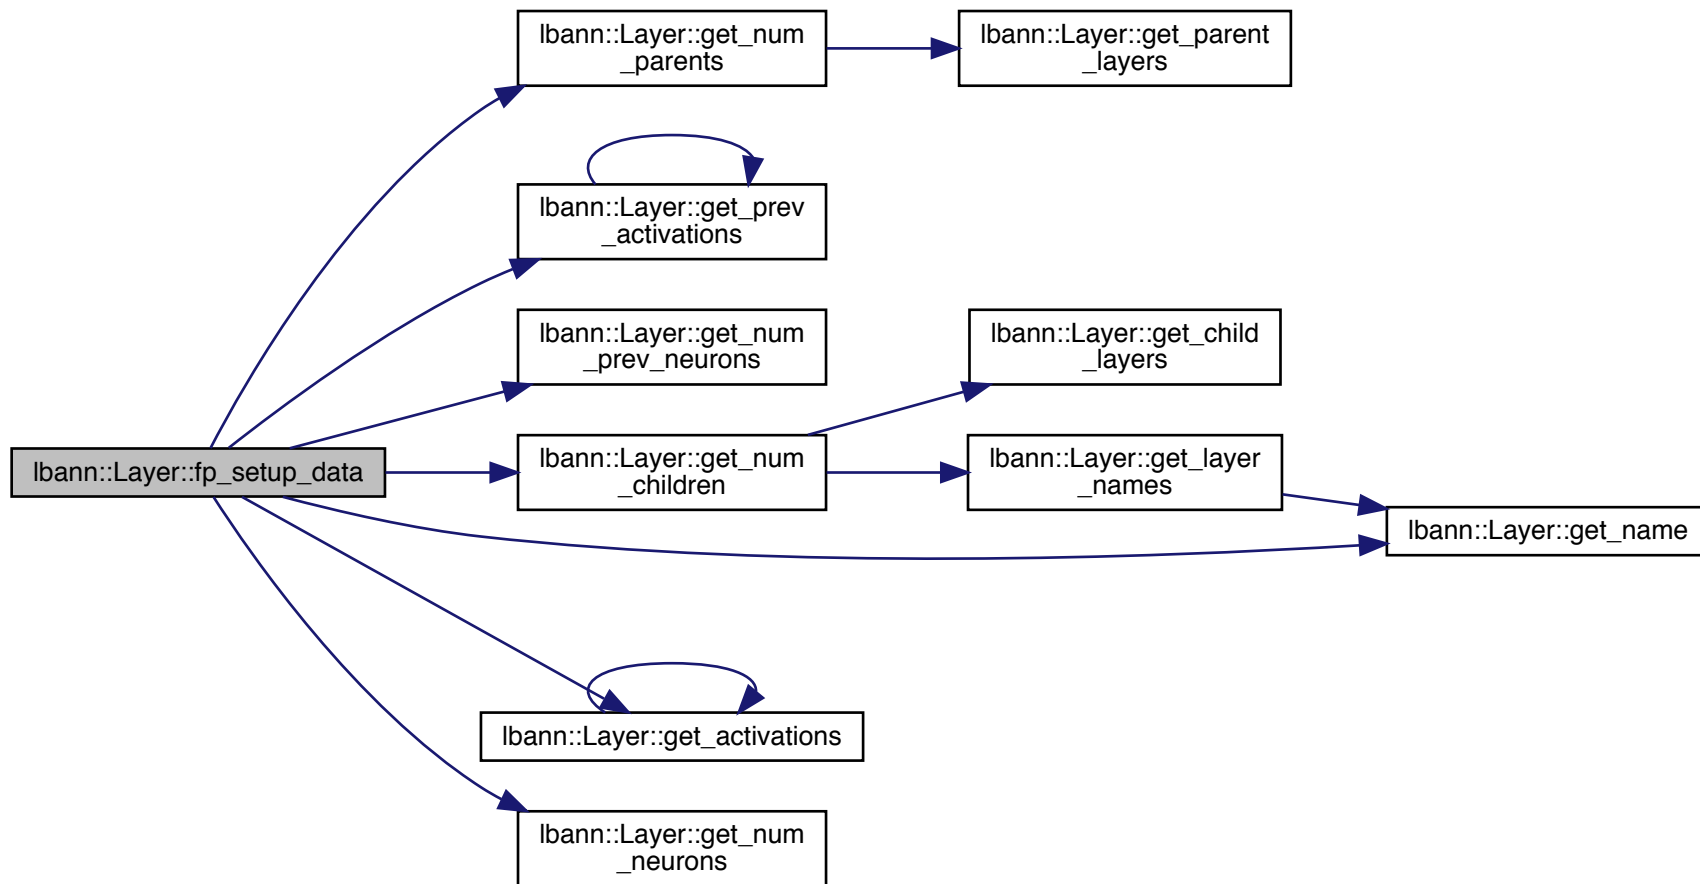 lbann::Layer::get_num
_parents
lbann::Layer::get_parent
_layers
lbann::Layer::get_prev
_activations
lbann::Layer::get_num
_prev_neurons
lbann::Layer::get_child
_layers
lbann::Layer::fp_setup_data
lbann::Layer::get_num
_children
lbann::Layer::get_layer
_names
lbann::Layer::get_name
lbann::Layer::get_activations
lbann::Layer::get_num
_neurons